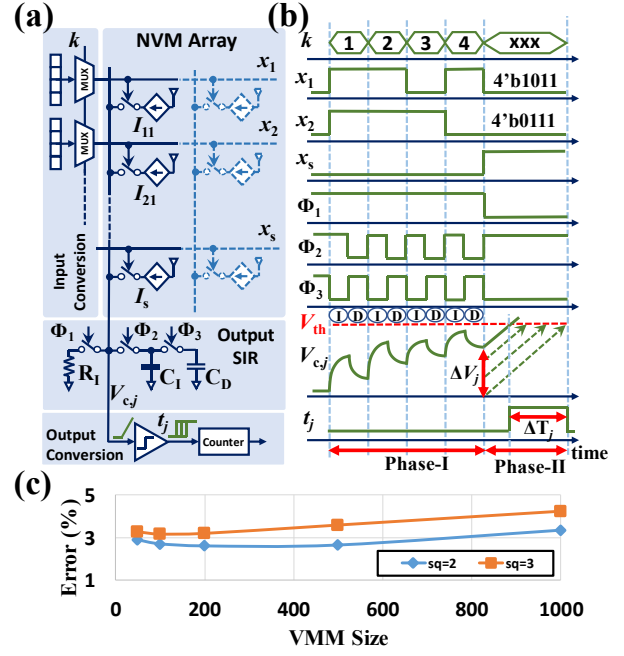 (a)
k
NVM Array
MUX
x1
I11
x2
MUX
I21
xs
Input Conversion
Is
Φ1
Φ2
Φ3
Output SIR
RI
Vc,j
CI
CD
Output Conversion
tj
Counter
(b)
k
1 2 3 4 xxx
x1
4'b1011
x2
4'b0111
xs
Φ1
Φ2
Φ3
I D I D I D I D
Vth
Vc,j
ΔVj
tj
ΔTj
time
Phase-I
Phase-II
(c)
Error (%)
5
3
1
0 200 400 600 800 1000
sq=2
sq=3
VMM Size